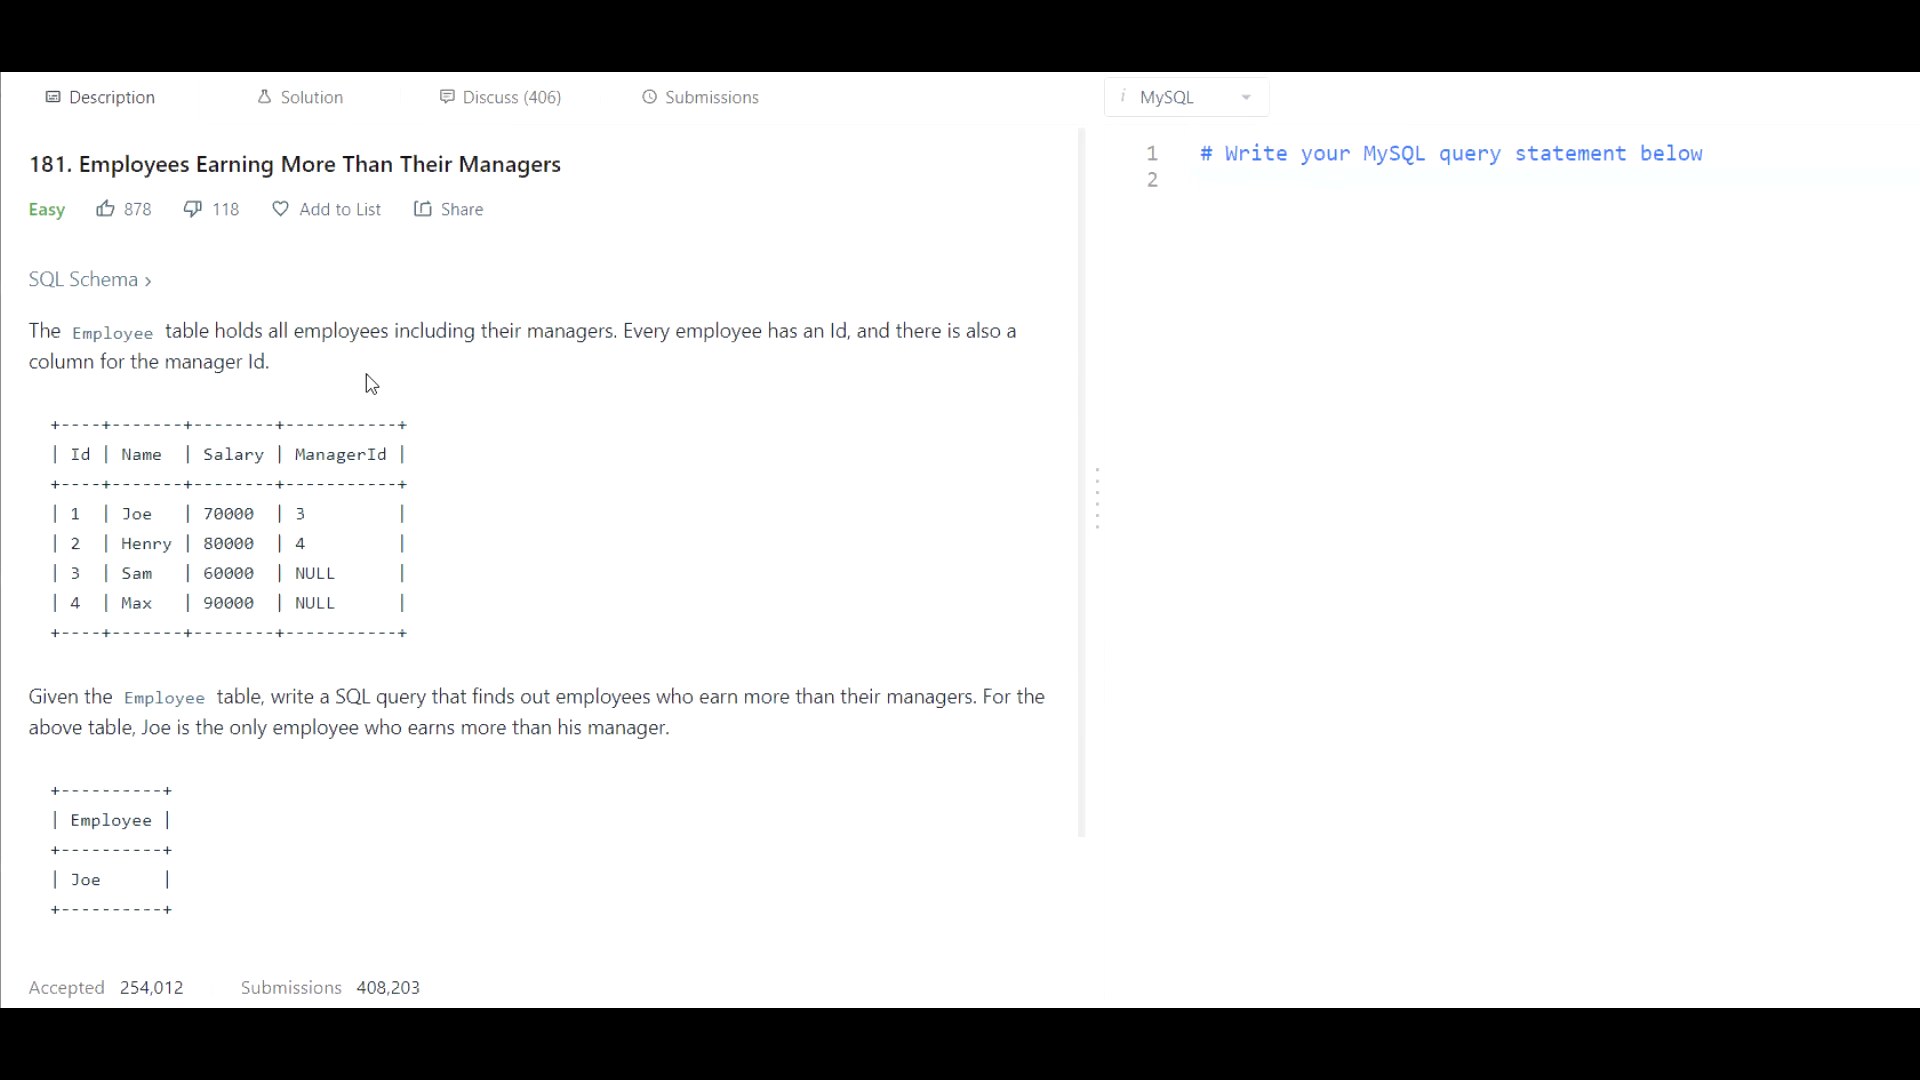 Description Solution Discuss (406) Submissions i MySQL
181. Employees Earning More Than Their Managers
1 # Write your MySQL query statement below
2
Easy 878 118 Add to List Share
SQL Schema >
The Employee table holds all employees including their managers. Every employee has an Id, and there is also a
column for the manager Id.
+----+-------+--------+-----------+
| Id | Name  | Salary | ManagerId |
+----+-------+--------+-----------+
| 1  | Joe   | 70000  | 3         |
| 2  | Henry | 80000  | 4         |
| 3  | Sam   | 60000  | NULL      |
| 4  | Max   | 90000  | NULL      |
+----+-------+--------+-----------+
Given the Employee table, write a SQL query that finds out employees who earn more than their managers. For the
above table, Joe is the only employee who earns more than his manager.
+----------+
| Employee |
+----------+
| Joe      |
+----------+
Accepted 254,012 Submissions 408,203